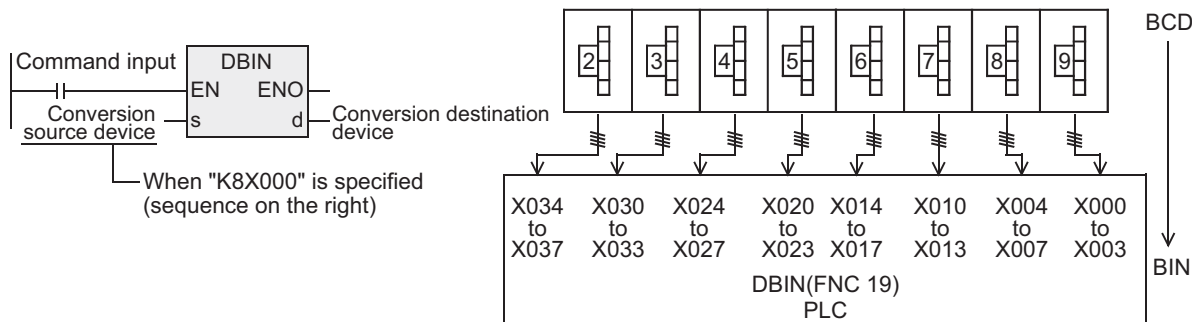 Command input
DBIN
EN ENO
Conversion source device
s d
Conversion destination device
When "K8X000" is specified
(sequence on the right)
2 3 4 5 6 7 8 9
BCD
X034 to X037
X030 to X033
X024 to X027
X020 to X023
X014 to X017
X010 to X013
X004 to X007
X000 to X003
BIN
DBIN(FNC 19)
PLC